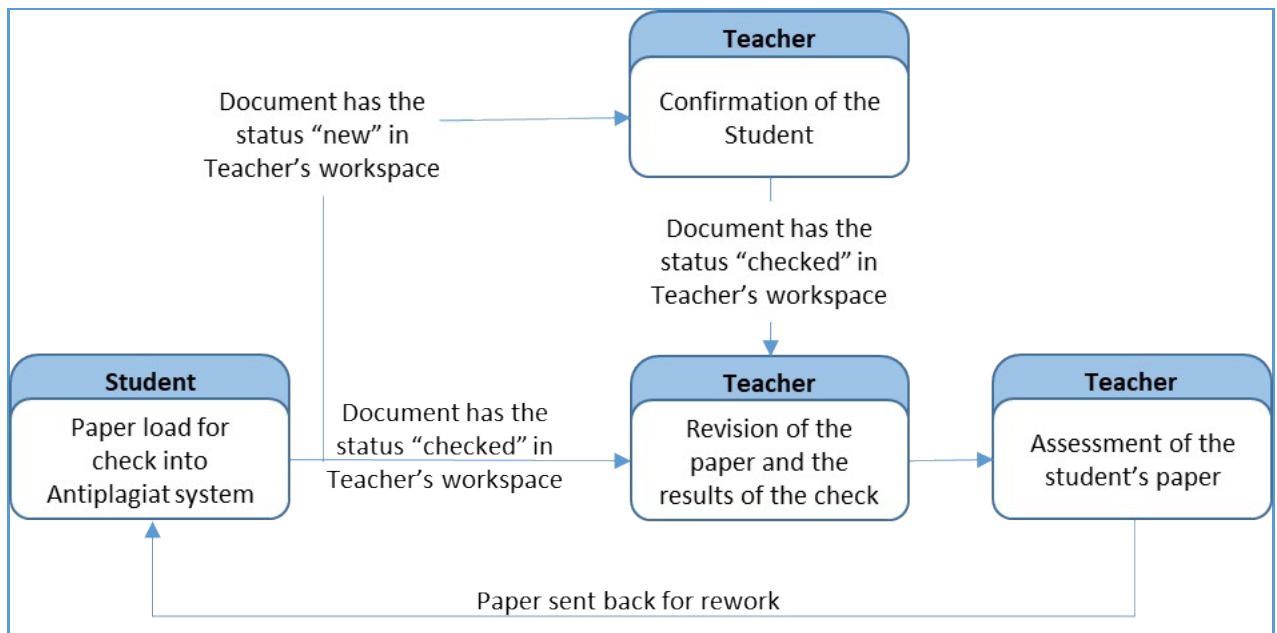 Teacher
Confirmation of the
Student
Document has the
status “new” in
Teacher’s workspace
Document has the
status “checked” in
Teacher’s workspace
Student
Paper load for
check into
Antiplagiat system
Document has the
status “checked” in
Teacher’s workspace
Teacher
Revision of the
paper and the
results of the check
Teacher
Assessment of the
student’s paper
Paper sent back for rework